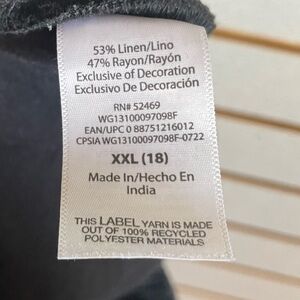 53% Linen/Lino
47% Rayon/Rayón
Exclusive of Decoration
Exclusivo De Decoración
RN# 52469
WG13100097098F
EAN/UPC 0 88751216012
CPSIA WG13100097098F-0722
XXL (18)
Made In/Hecho En
India
THIS LABEL YARN IS MADE
OUT OF 100% RECYCLED
POLYESTER MATERIALS